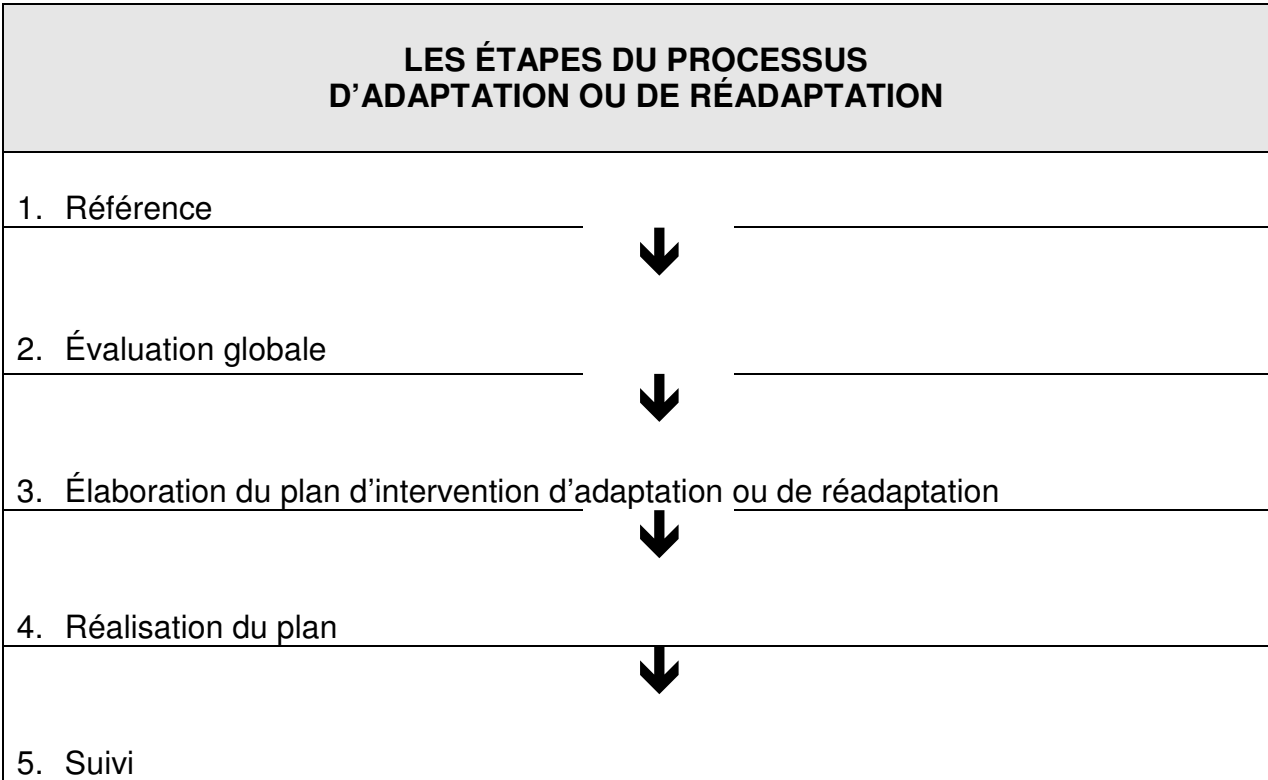 LES ÉTAPES DU PROCESSUS
D’ADAPTATION OU DE RÉADAPTATION
1. Référence
2. Évaluation globale
3. Élaboration du plan d’intervention d’adaptation ou de réadaptation
4. Réalisation du plan
5. Suivi